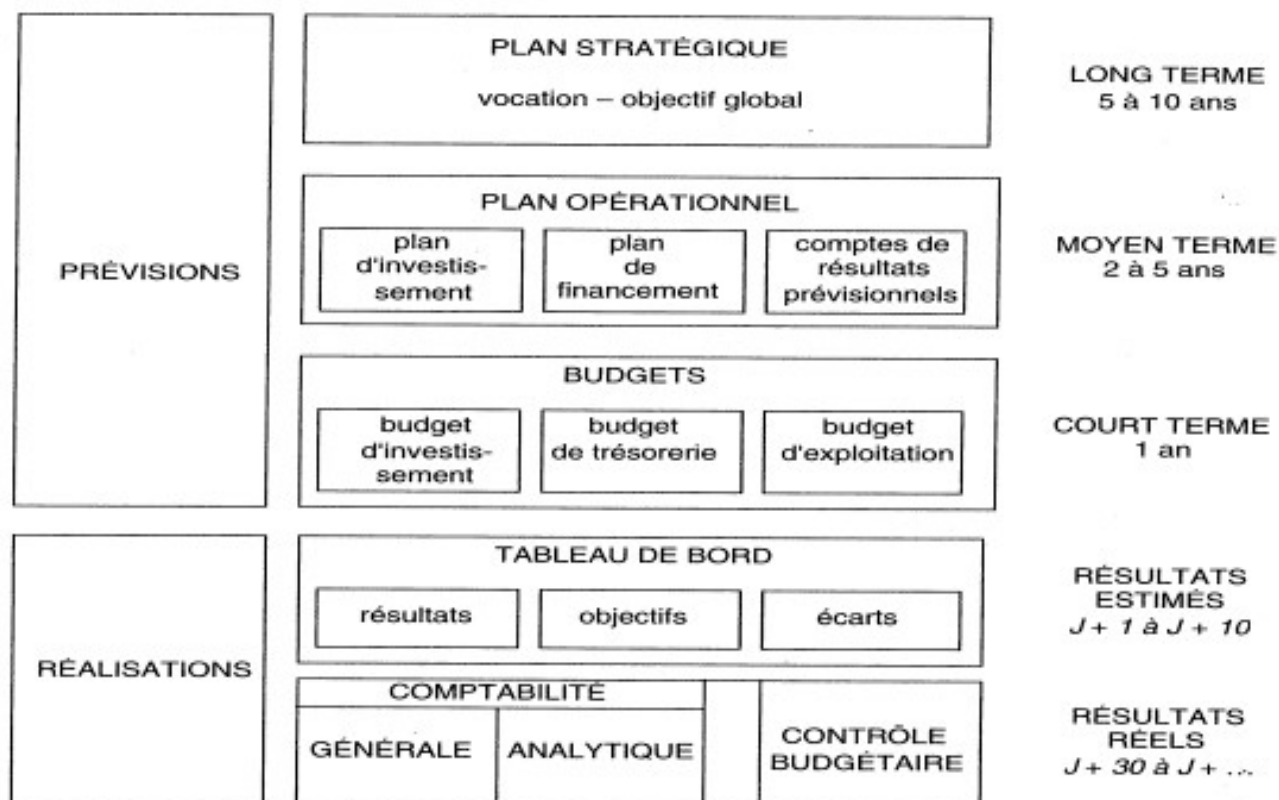 PLAN STRATÉGIQUE
vocation – objectif global
LONG TERME
5 à 10 ans
PRÉVISIONS
PLAN OPÉRATIONNEL
plan
d'investis-
sement
plan
de
financement
comptes de
résultats
prévisionnels
MOYEN TERME
2 à 5 ans
BUDGETS
budget
d'investis-
sement
budget
de trésorerie
budget
d'exploitation
COURT TERME
1 an
RÉALISATIONS
TABLEAU DE BORD
résultats
objectifs
écarts
RÉSULTATS
ESTIMÉS
J + 1 à J + 10
COMPTABILITÉ
GÉNÉRALE
ANALYTIQUE
CONTRÔLE
BUDGÉTAIRE
RÉSULTATS
RÉELS
J + 30 à J + ...